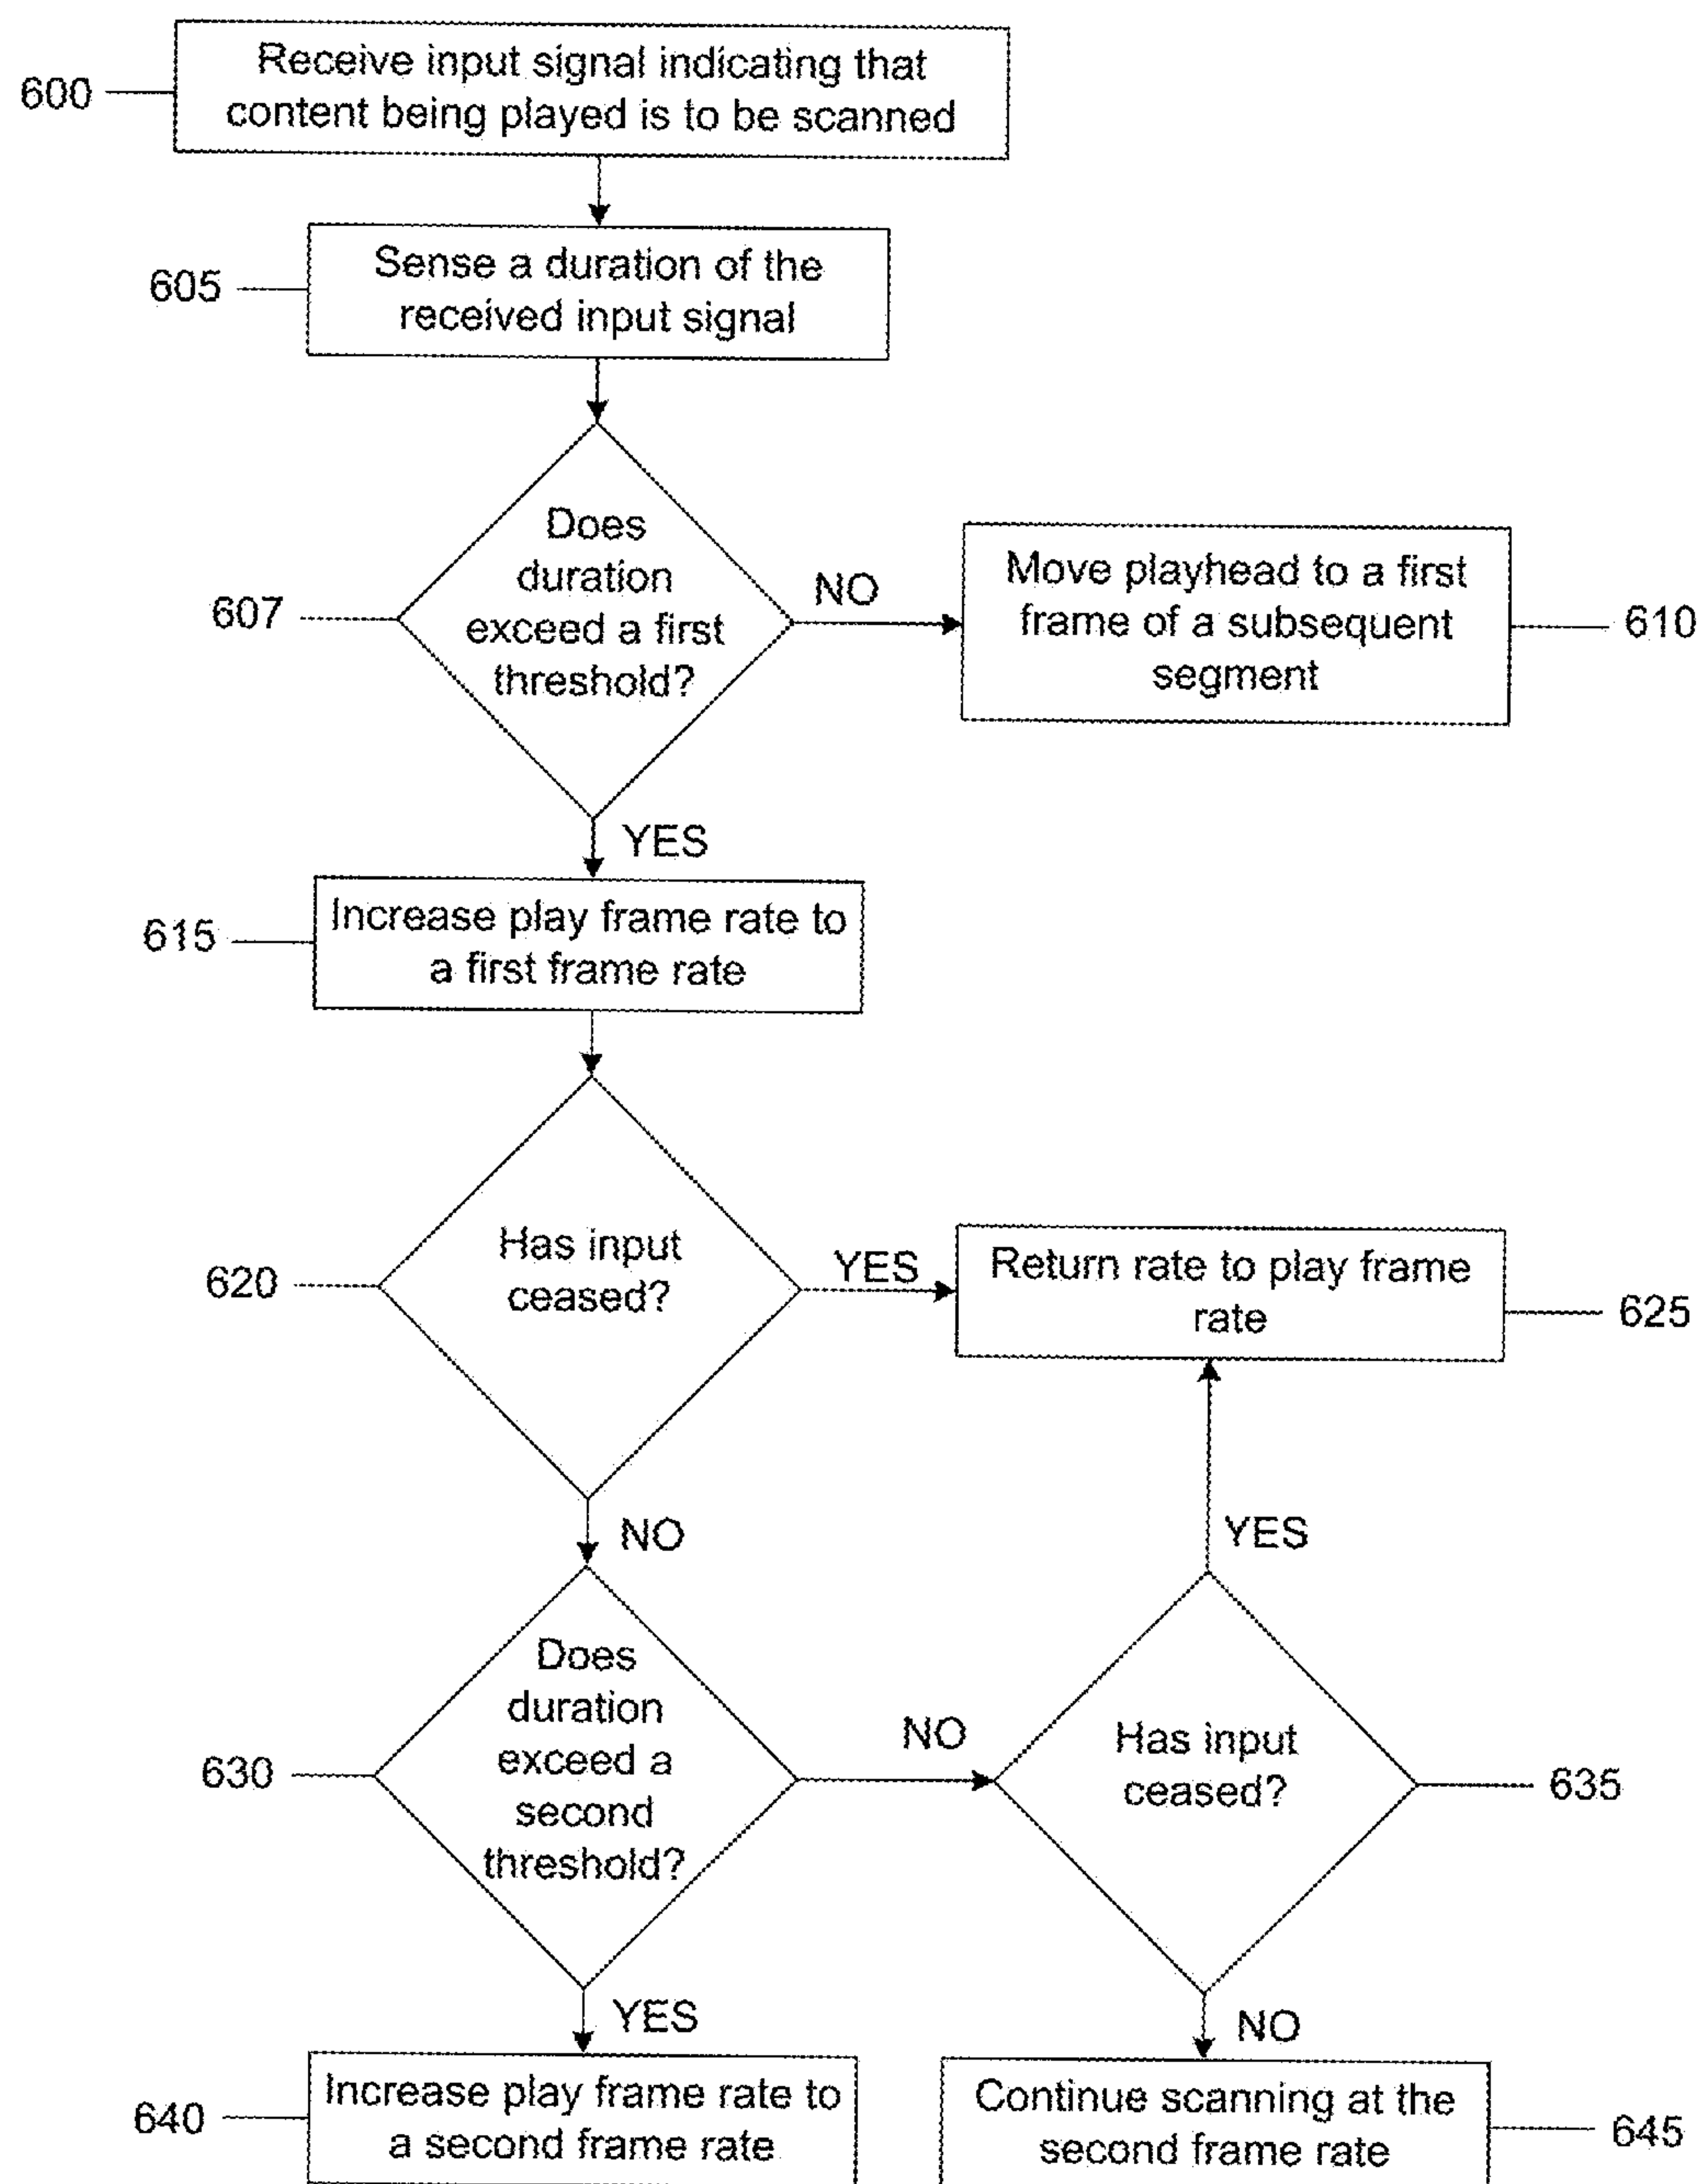 600
Receive input signal indicating that
content being played is to be scanned
605
Sense a duration of the
received input signal
607
Does
duration
exceed a first
threshold?
NO
Move playhead to a first
frame of a subsequent
segment
610
YES
615
Increase play frame rate to
a first frame rate
620
Has input
ceased?
YES
Return rate to play frame
rate
625
NO
YES
630
Does
duration
exceed a
second
threshold?
NO
Has input
ceased?
635
YES
NO
640
Increase play frame rate to
a second frame rate
Continue scanning at the
second frame rate
645